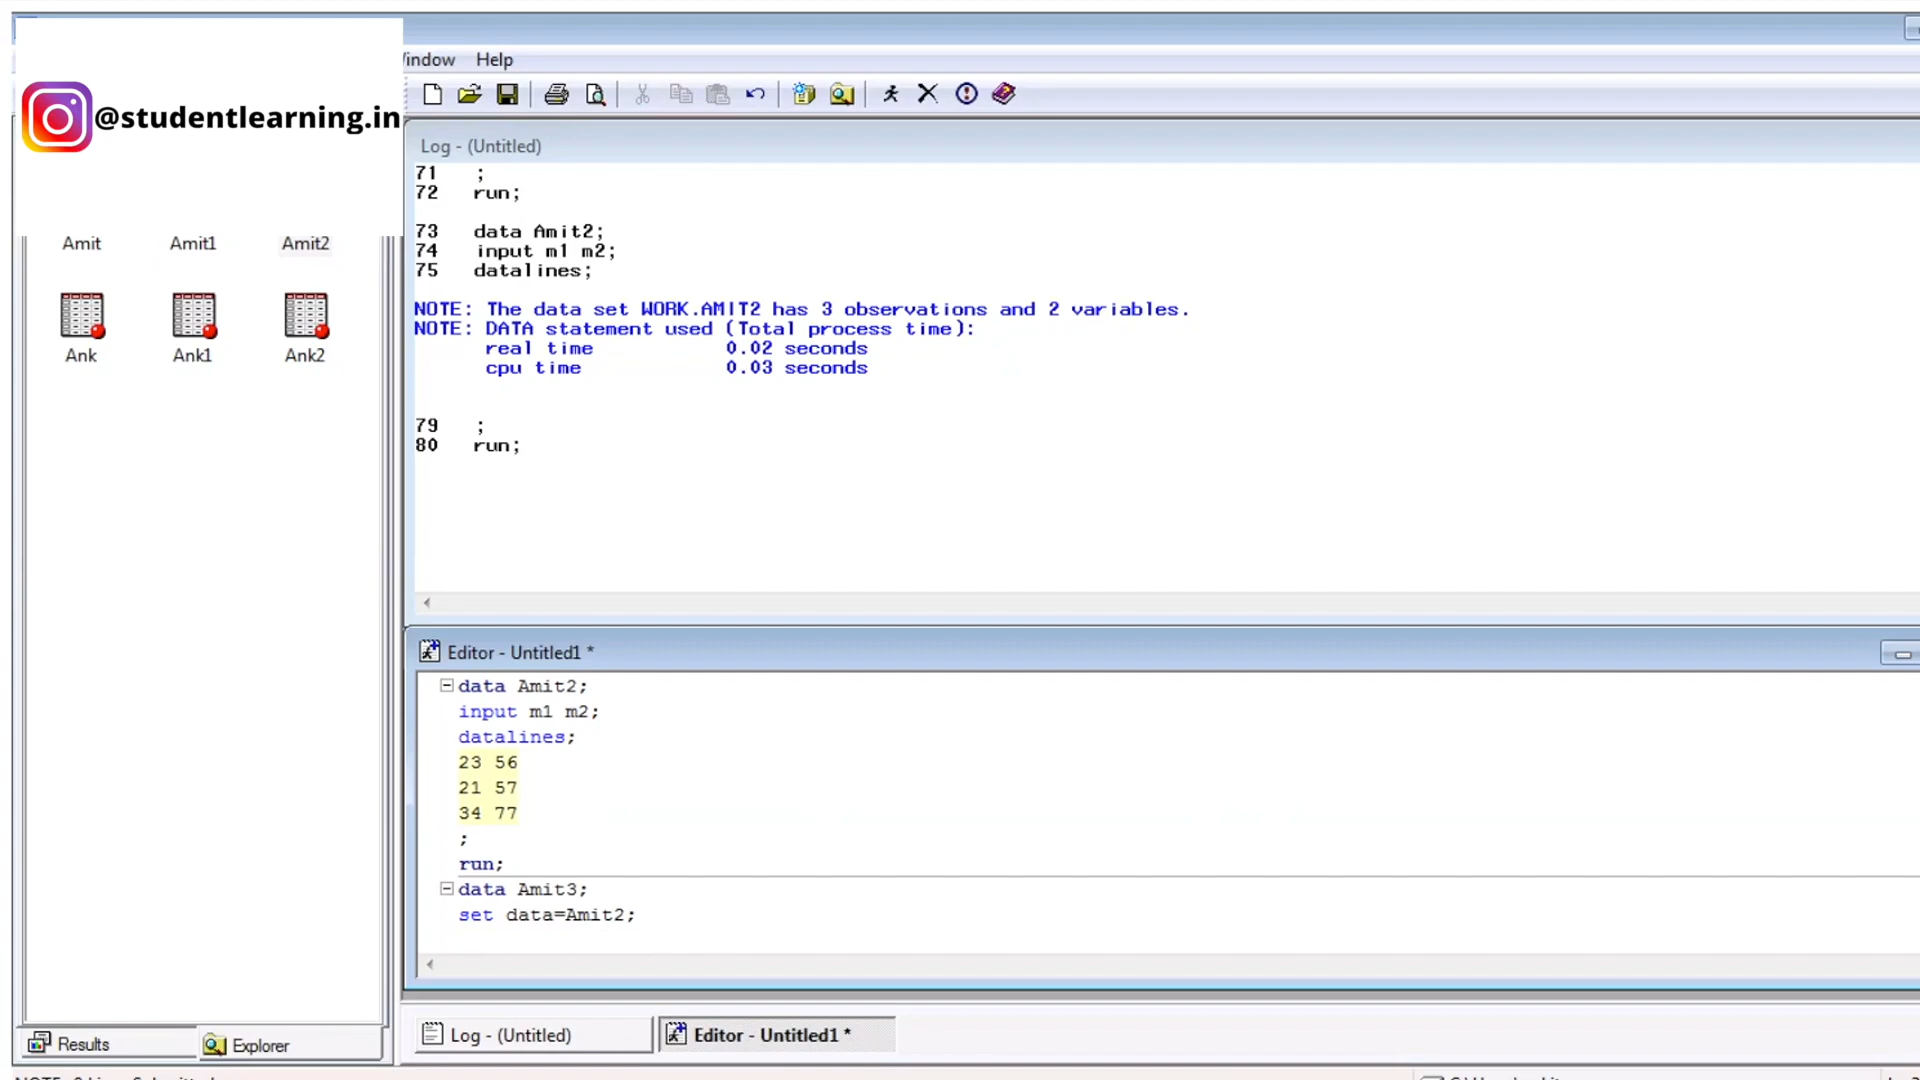 indow Help
@studentlearning.in
Log - (Untitled)
71 ;
72 run;
73 data Amit2;
74 input m1 m2;
75 datalines;
NOTE: The data set WORK.AMIT2 has 3 observations and 2 variables.
NOTE: DATA statement used (Total process time):
real time 0.02 seconds
cpu time 0.03 seconds
79 ;
80 run;
Amit Amit1 Amit2
Ank Ank1 Ank2
Editor - Untitled1 *
data Amit2;
input m1 m2;
datalines;
23 56
21 57
34 77
;
run;
data Amit3;
set data=Amit2;
Results Explorer
Log - (Untitled) Editor - Untitled1 *